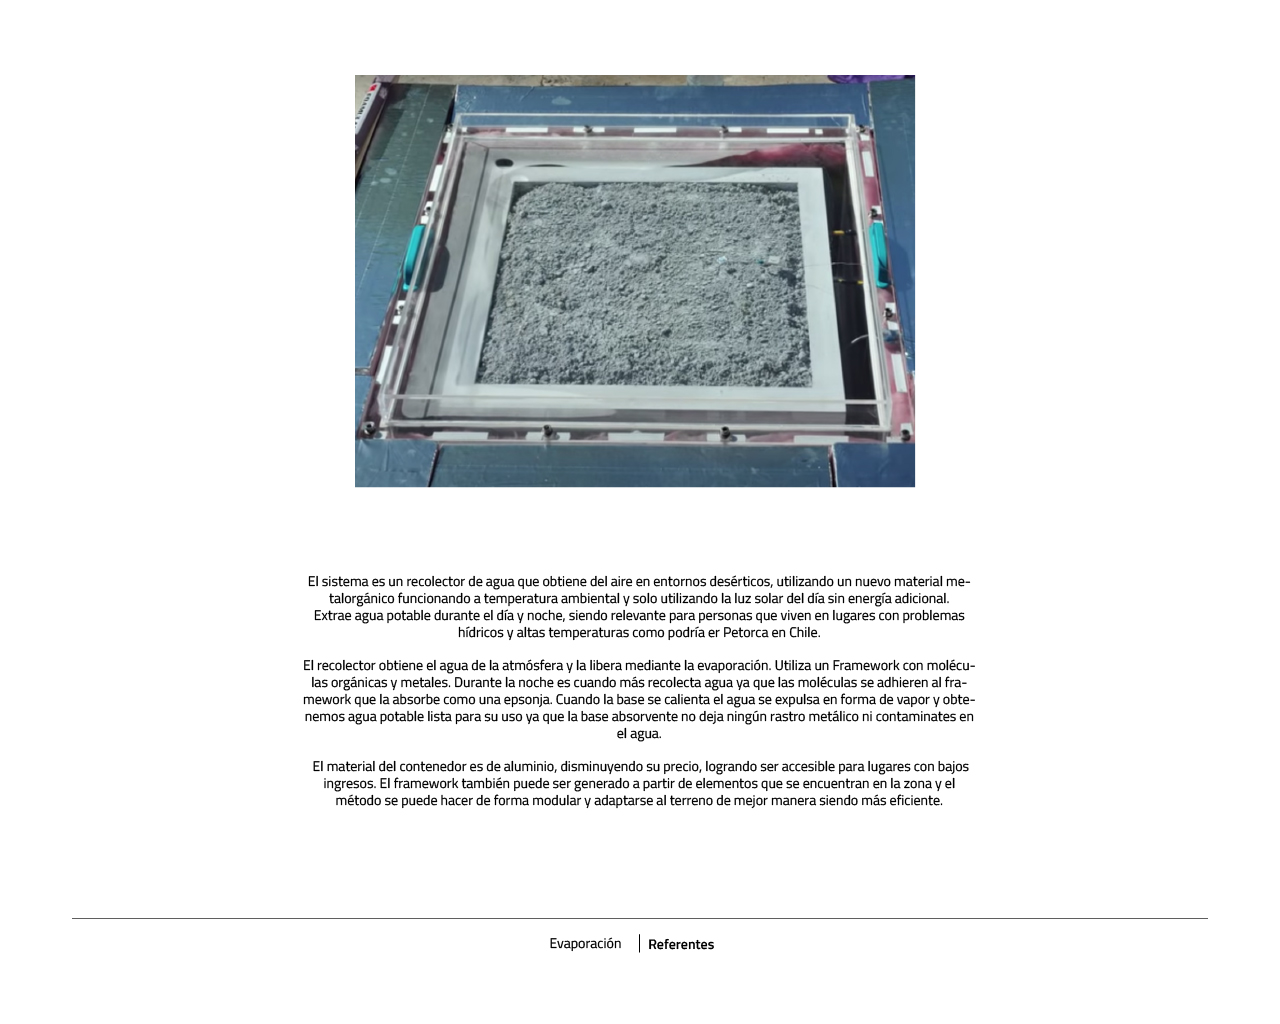 El sistema es un recolector de agua que obtiene del aire en entornos desérticos, utilizando un nuevo material me-
talorgánico funcionando a temperatura ambiental y solo utilizando la luz solar del día sin energía adicional.
Extrae agua potable durante el día y noche, siendo relevante para personas que viven en lugares con problemas
hídricos y altas temperaturas como podría er Petorca en Chile.
El recolector obtiene el agua de la atmósfera y la libera mediante la evaporación. Utiliza un Framework con molécu-
las orgánicas y metales. Durante la noche es cuando más recolecta agua ya que las moléculas se adhieren al fra-
mework que la absorbe como una epsonja. Cuando la base se calienta el agua se expulsa en forma de vapor y obte-
nemos agua potable lista para su uso ya que la base absorvente no deja ningún rastro metálico ni contaminates en
el agua.
El material del contenedor es de aluminio, disminuyendo su precio, logrando ser accesible para lugares con bajos
ingresos. El framework también puede ser generado a partir de elementos que se encuentran en la zona y el
método se puede hacer de forma modular y adaptarse al terreno de mejor manera siendo más eficiente.
Evaporación | Referentes